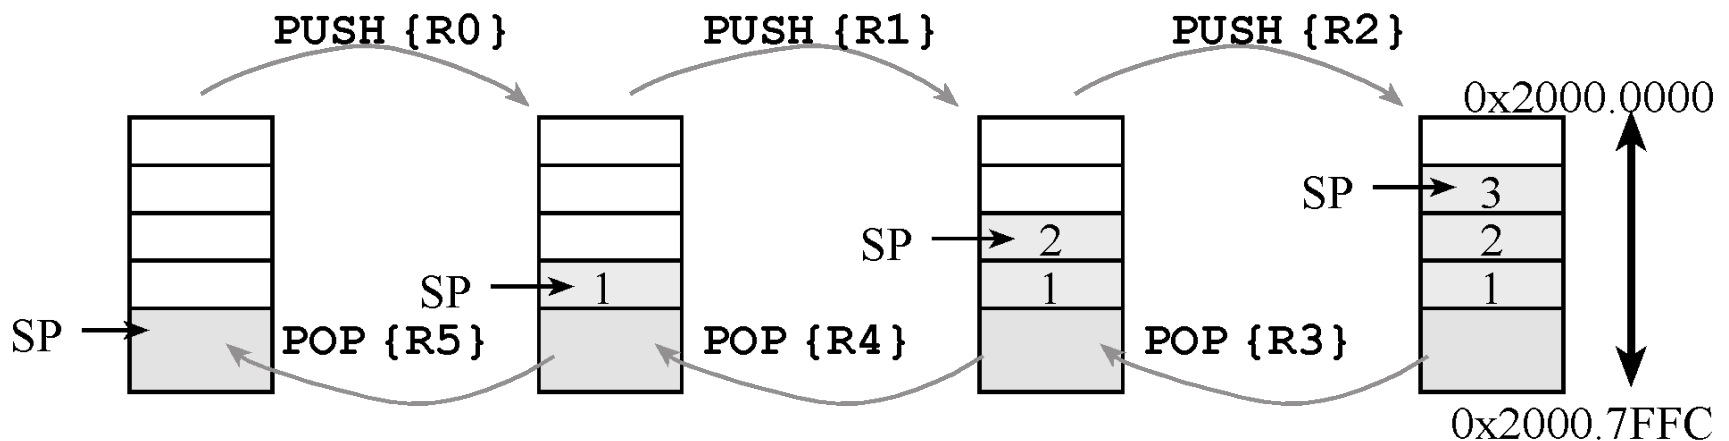 PUSH {R0}
PUSH {R1}
PUSH {R2}
0x2000.0000
SP
3
SP
2
2
SP
1
1
1
SP
POP {R5}
POP {R4}
POP {R3}
0x2000.7FFC